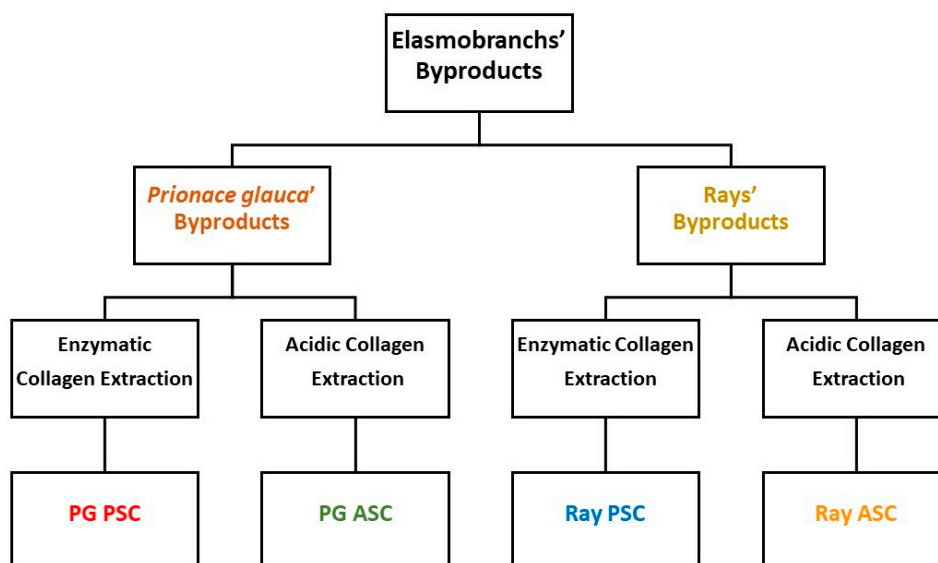 Elasmobranchs’
Byproducts
Prionace glauca’
Byproducts
Rays’
Byproducts
Enzymatic
Collagen Extraction
Acidic Collagen
Extraction
Enzymatic Collagen
Extraction
Acidic Collagen
Extraction
PG PSC
PG ASC
Ray PSC
Ray ASC